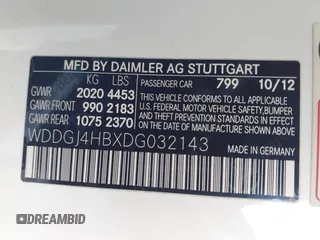 MFD BY DAIMLER AG STUTTGART
KG LBS PASSENGER CAR 799 10/12
GVWR 2020 4453
GAWR FRONT 990 2183
GAWR REAR 1075 2370
THIS VEHICLE CONFORMS TO ALL APPLICABLE
U.S. FEDERAL MOTOR VEHICLE SAFETY, BUMPER,
AND THEFT PREVENTION STANDARDS IN EFFECT
ON THE DATE OF MANUFACTURE SHOWN ABOVE.
WDDGJ4HBXDG032143
MADE IN GERMANY
@DREAMBID